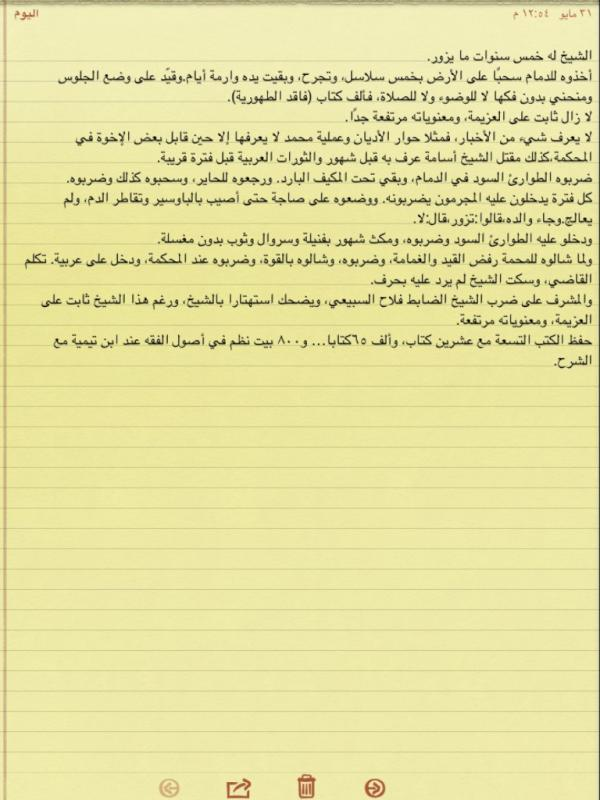 ٣١ مايو ١٢:٥٤ م
اليوم
الشيخ له خمس سنوات ما يزور.
أخذوه للدمام سحبًا على الأرض بخمس سلاسل، وتجرح، وبقيت يده وارمة أيام.وقيّد على وضع الجلوس
ومنحني بدون فكها لا للوضوء ولا للصلاة، فألف كتاب (فاقد الطهورية).
لا زال ثابت على العزيمة، ومعنوياته مرتفعة جدًا.
لا يعرف شيء من الأخبار، فمثلا حوار الأديان وعملية محمد لا يعرفها إلا حين قابل بعض الإخوة في
المحكمة،كذلك مقتل الشيخ أسامة عرف به قبل شهور والثورات العربية قبل فترة قريبة.
ضربوه الطوارئ السود في الدمام، وبقي تحت المكيف البارد. ورجعوه للحاير، وسحبوه كذلك وضربوه.
كل فترة يدخلون عليه المجرمون يضربونه. ووضعوه على صاجة حتى أصيب بالباوسير وتقاطر الدم، ولم
يعالج.وجاء والده،قالوا:تزور،قال:لا.
ودخلو عليه الطوارئ السود وضربوه، ومكث شهور بفنيلة وسروال وثوب بدون مغسلة.
ولما شالوه للمحمة رفض القيد والغمامة، وضربوه، وشالوه بالقوة، وضربوه عند المحكمة، ودخل على عربية. تكلم
القاضي، وسكت الشيخ لم يرد عليه بحرف.
والمشرف على ضرب الشيخ الضابط فلاح السبيعي، ويضحك استهتارا بالشيخ، ورغم هذا الشيخ ثابت على
العزيمة، ومعنوياته مرتفعة.
حفظ الكتب التسعة مع عشرين كتاب، وألف ٦٥كتابا... و٨٠٠ بيت نظم في أصول الفقه عند ابن تيمية مع
الشرح.